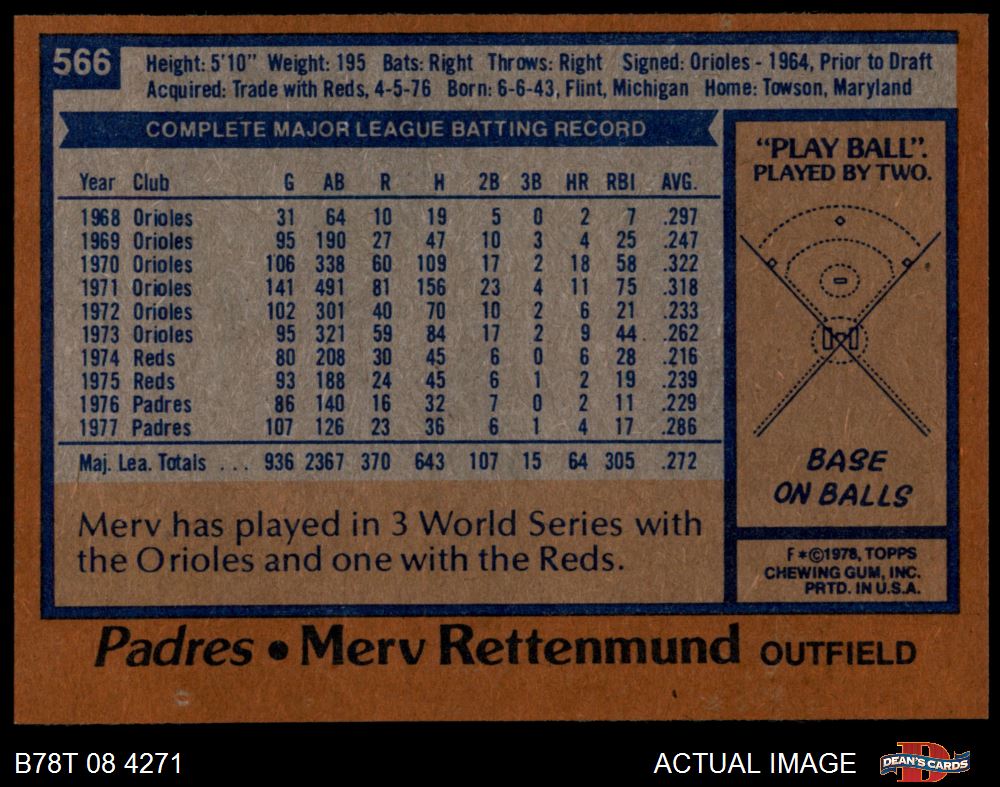 566
Height: 5'10" Weight: 195 Bats: Right Throws: Right Signed: Orioles - 1964, Prior to Draft
Acquired: Trade with Reds, 4-5-76 Born: 6-6-43, Flint, Michigan Home: Towson, Maryland
COMPLETE MAJOR LEAGUE BATTING RECORD
Year Club G AB R H 2B 3B HR RBI AVG.
1968 Orioles 31 64 10 19 5 0 2 7 .297
1969 Orioles 95 190 27 47 10 3 4 25 .247
1970 Orioles 106 338 60 109 17 2 18 58 .322
1971 Orioles 141 491 81 156 23 4 11 75 .318
1972 Orioles 102 301 40 70 10 2 6 21 .233
1973 Orioles 95 321 59 84 17 2 9 44 .262
1974 Reds 80 208 30 45 6 0 6 28 .216
1975 Reds 93 188 24 45 6 1 2 19 .239
1976 Padres 86 140 16 32 7 0 2 11 .229
1977 Padres 107 126 23 36 6 1 4 17 .286
Maj. Lea. Totals ... 936 2367 370 643 107 15 64 305 .272
Merv has played in 3 World Series with
the Orioles and one with the Reds.
"PLAY BALL".
PLAYED BY TWO.
BASE
ON BALLS
F*©1978, TOPPS
CHEWING GUM, INC.
PRTD. IN U.S.A.
Padres • Merv Rettenmund OUTFIELD
B78T 08 4271
ACTUAL IMAGE
DEAN'S CARDS